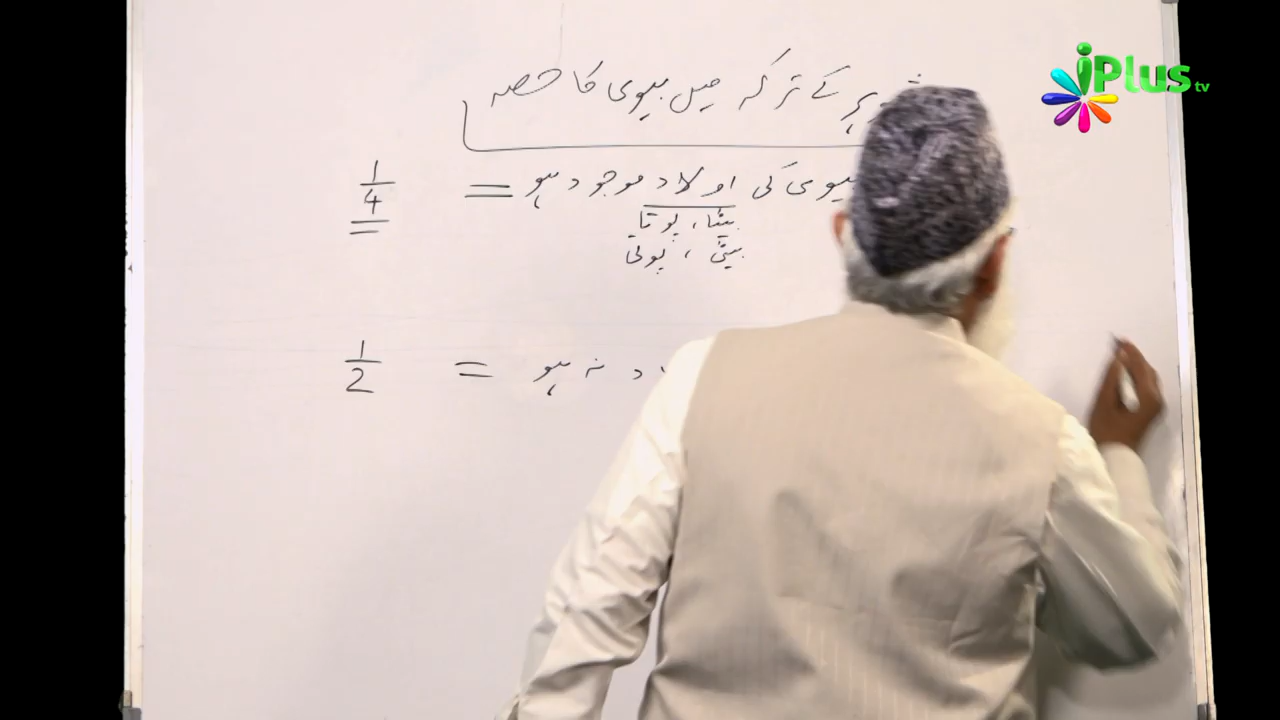 کے ترکہ میں بیوی کا حصہ
بیوی کی اولاد موجود ہو = 1/4
بیٹا، پوتا
بیٹی، پوتی
د نہ ہو = 1/2
iPlus tv